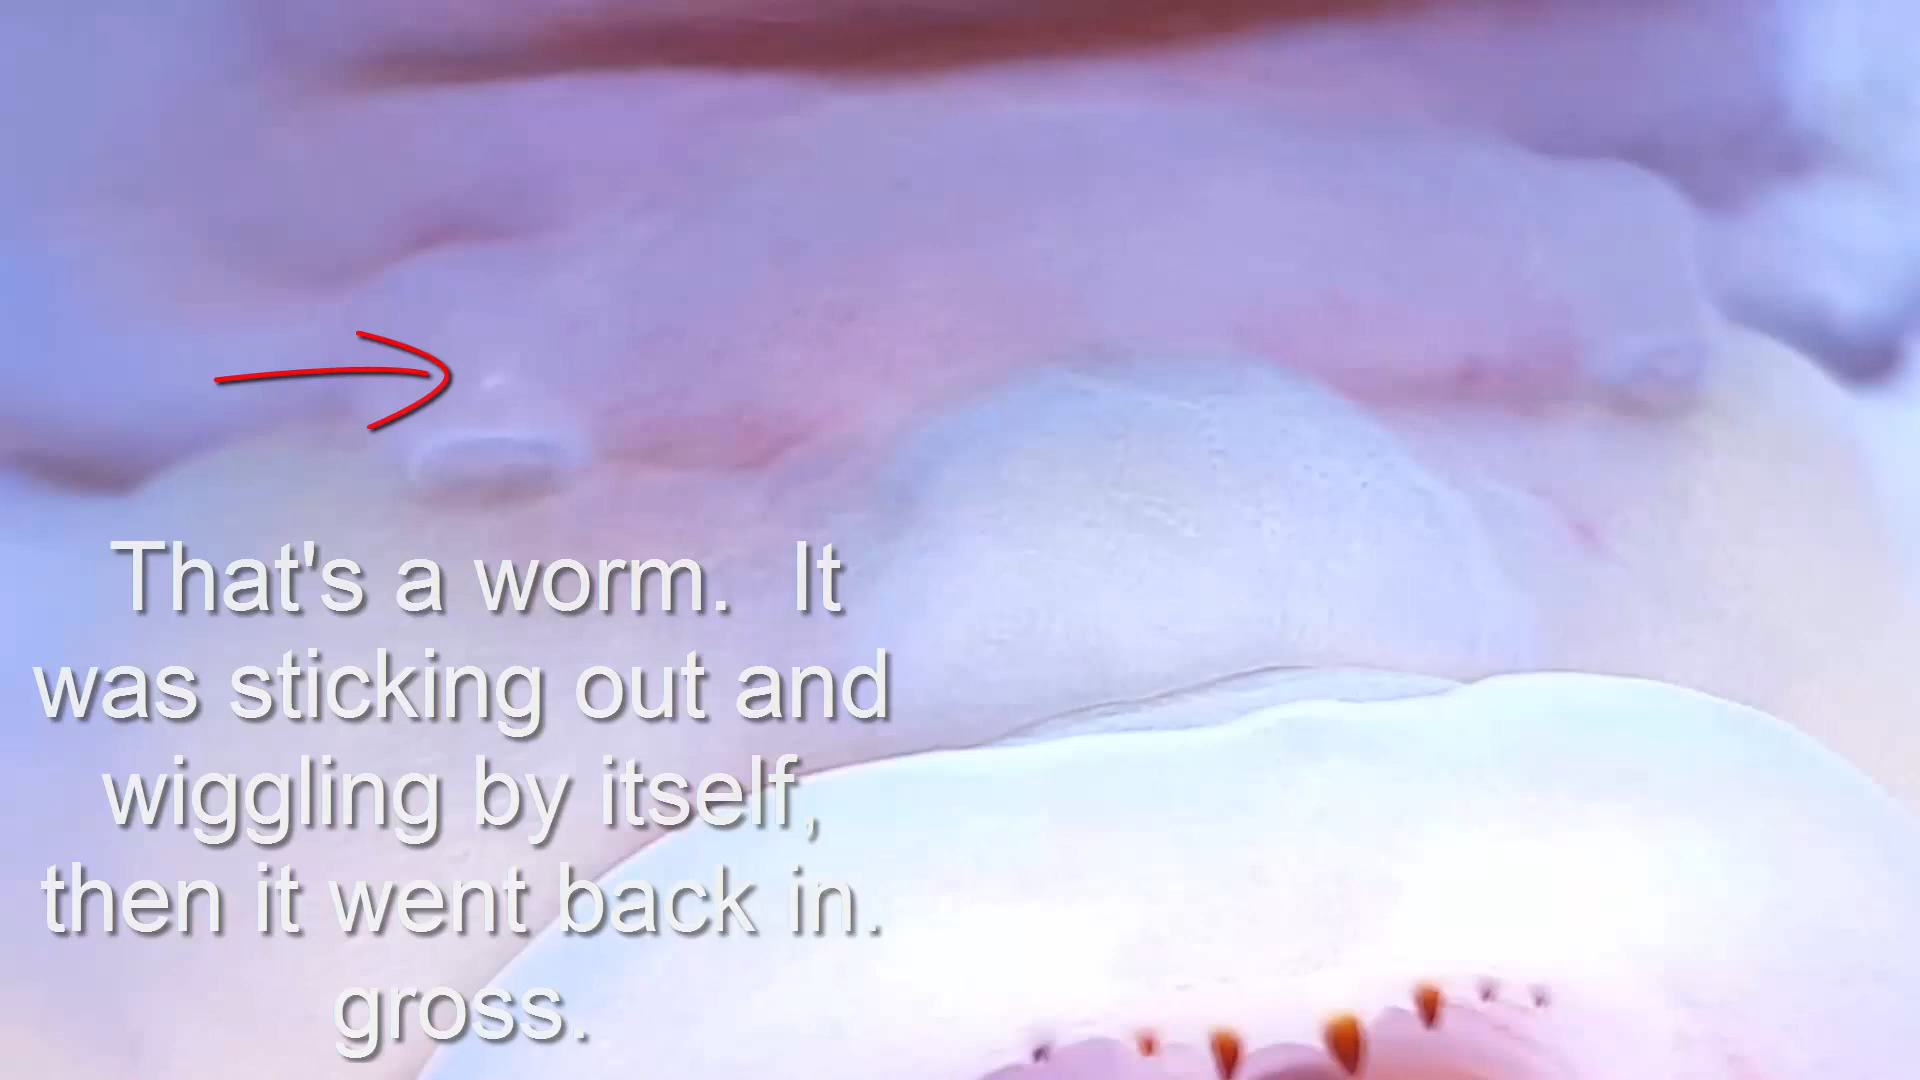 That's a worm.  It
was sticking out and
wiggling by itself,
then it went back in.
gross.